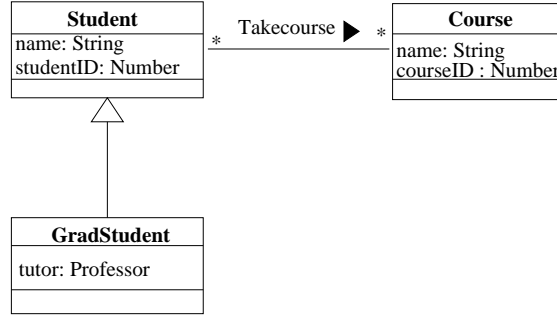 Student
name: String
studentID: Number
* Takecourse *
Course
name: String
courseID : Number
GradStudent
tutor: Professor